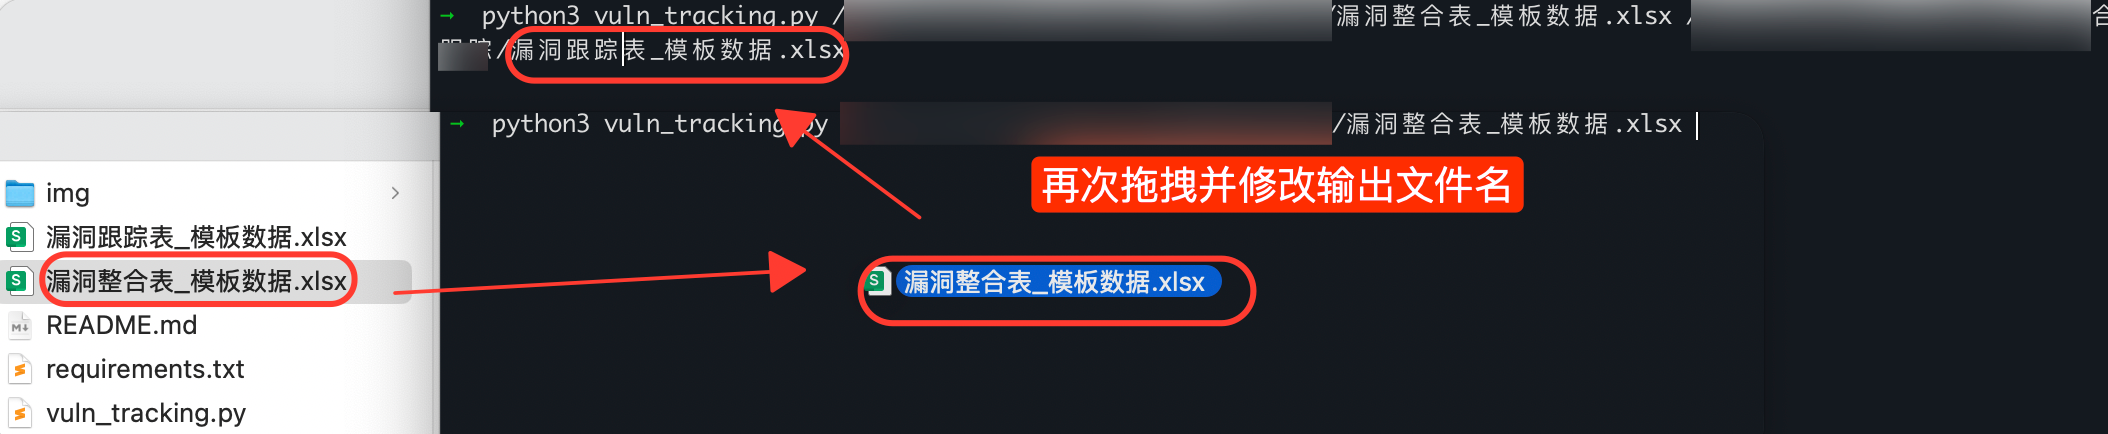 → python3 vuln_tracking.py / /漏洞整合表_模板数据.xlsx / 合
/漏洞跟踪表_模板数据.xlsx
→ python3 vuln_tracking.py /漏洞整合表_模板数据.xlsx
再次拖拽并修改输出文件名
img
漏洞跟踪表_模板数据.xlsx
漏洞整合表_模板数据.xlsx
漏洞整合表_模板数据.xlsx
README.md
requirements.txt
vuln_tracking.py